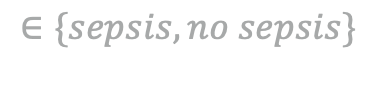 ∈ {sepsis, no sepsis}